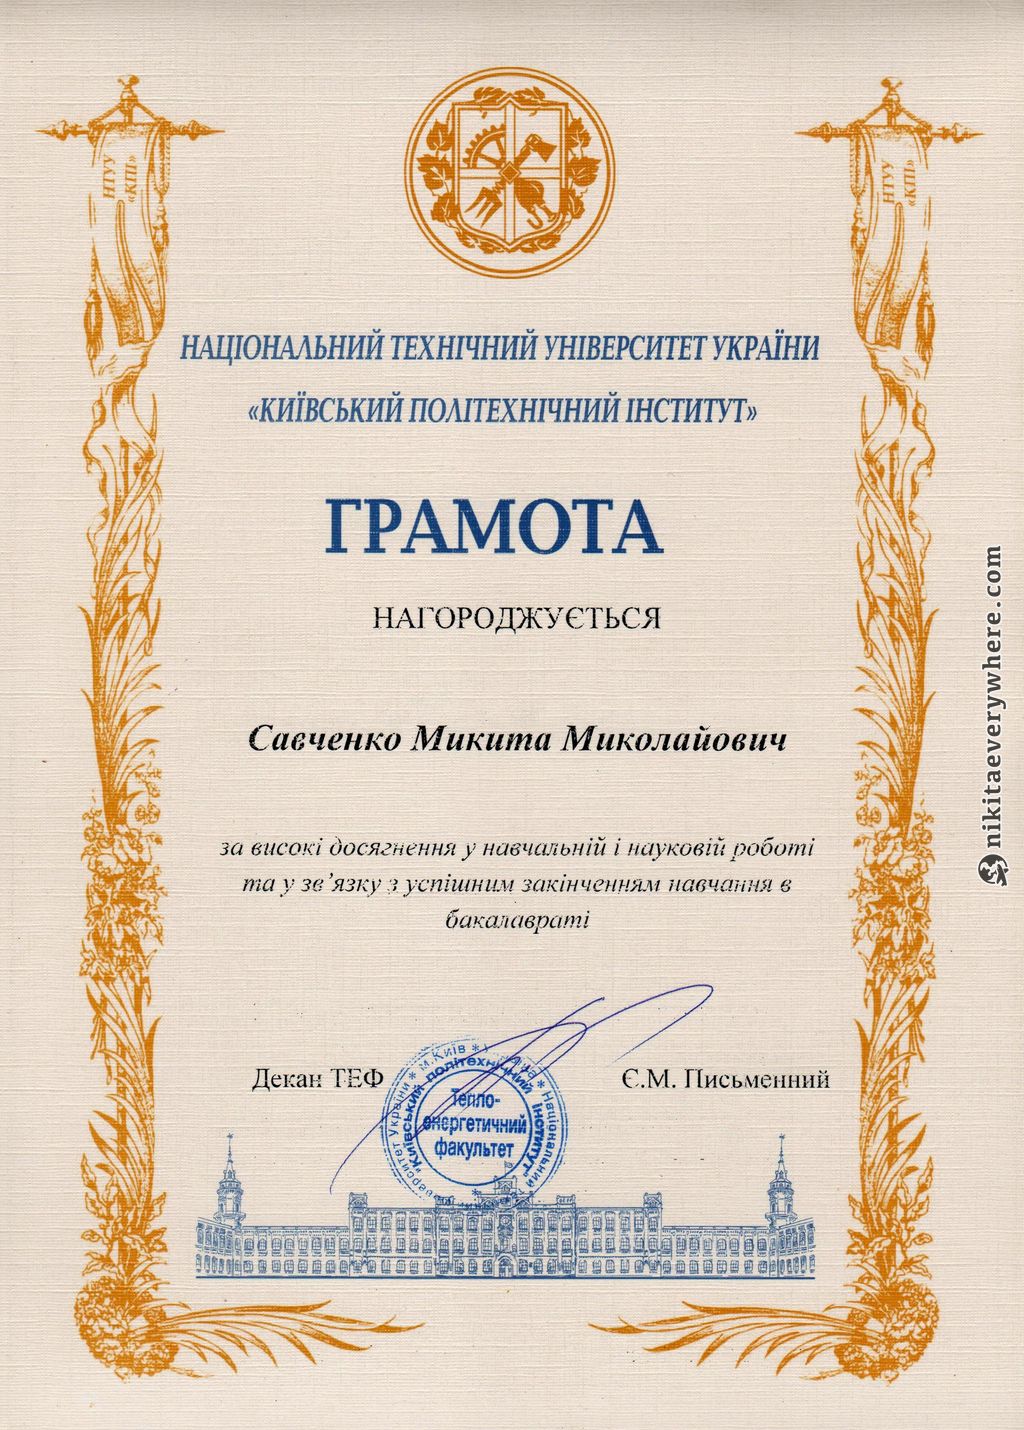 НТУУ
«КПІ»
НТУУ
«КПІ»
НАЦІОНАЛЬНИЙ ТЕХНІЧНИЙ УНІВЕРСИТЕТ УКРАЇНИ
«КИЇВСЬКИЙ ПОЛІТЕХНІЧНИЙ ІНСТИТУТ»
ГРАМОТА
НАГОРОДЖУЄТЬСЯ
Савченко Микита Миколайович
за високі досягнення у навчальній і науковій роботі
та у зв’язку з успішним закінченням навчання в
бакалавраті
Декан ТЕФ
Є.М. Письменний
м.Київ * Україна * Національний
університет України *
"Київський політехнічний інститут"
Тепло-
енергетичний
факультет
nikitaeverywhere.com